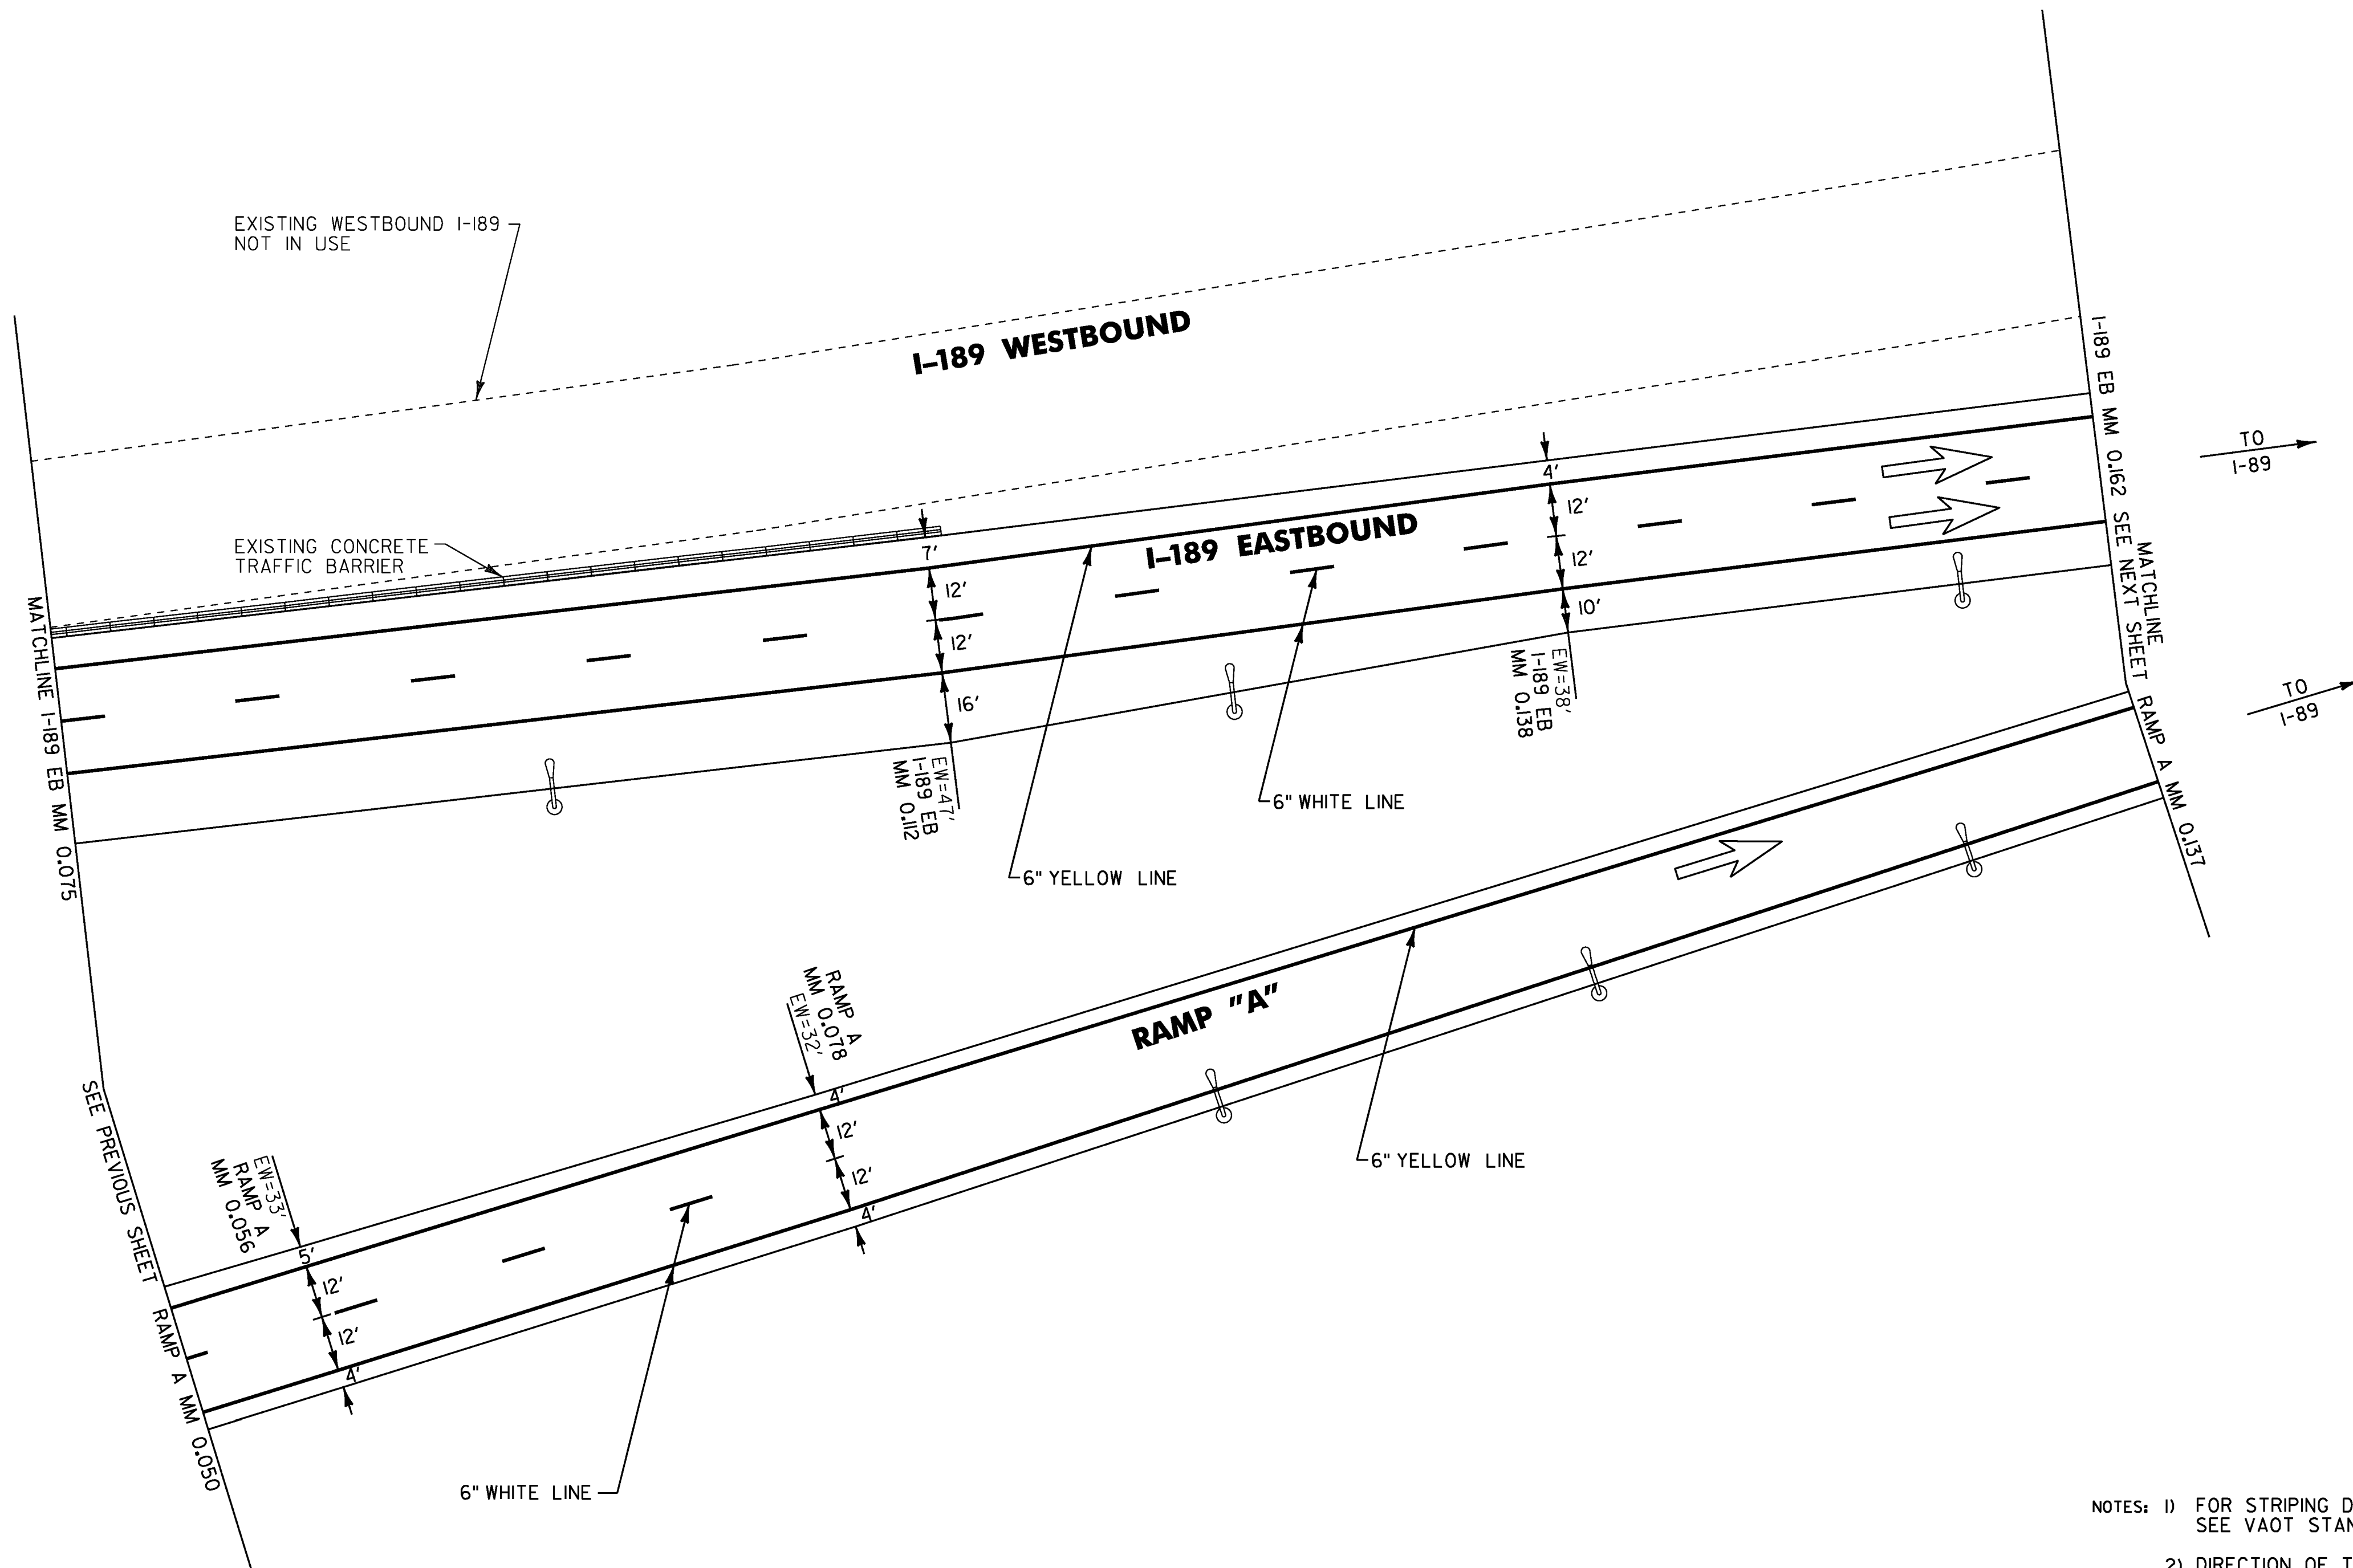 EXISTING WESTBOUND I-189
NOT IN USE
I-189 WESTBOUND
EXISTING CONCRETE
TRAFFIC BARRIER
7'
12'
12'
16'
EW=47'
I-189 EB
MM 0.112
I-189 EASTBOUND
4'
12'
12'
10'
EW=38'
I-189 EB
MM 0.138
6" WHITE LINE
6" YELLOW LINE
MATCHLINE I-189 EB MM 0.075
SEE PREVIOUS SHEET
RAMP A MM 0.050
I-189 EB MM 0.162 SEE NEXT SHEET
MATCHLINE
RAMP A MM 0.137
TO
I-89
TO
I-89
RAMP A
MM 0.078
EW=32'
4'
12'
12'
4'
RAMP "A"
6" YELLOW LINE
EW=33'
RAMP A
MM 0.056
5'
12'
12'
4'
6" WHITE LINE
NOTES: 1) FOR STRIPING D
SEE VAOT STAN
2) DIRECTION OF T